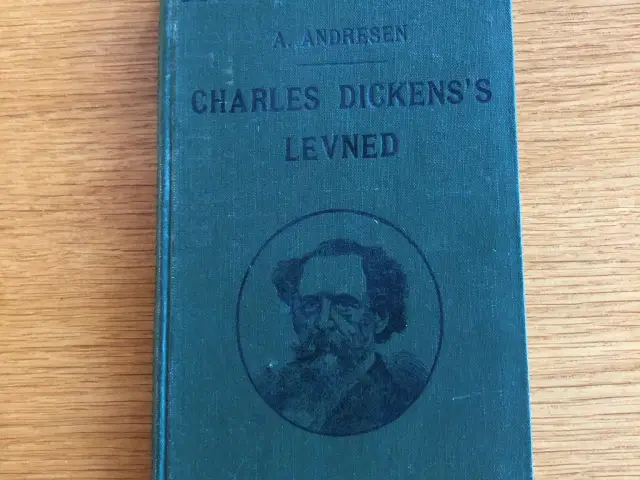 A. ANDRESEN
CHARLES DICKENS'S
LEVNED